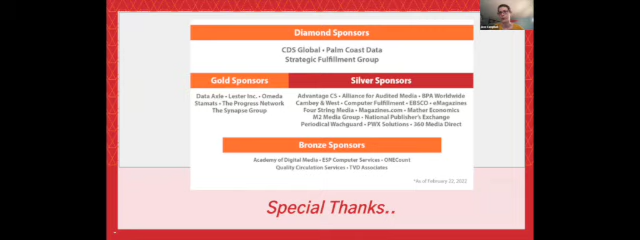 Diamond Sponsors
CDS Global • Palm Coast Data
Strategic Fulfillment Group
Gold Sponsors
Data Axle • Lester Inc. • Omeda
Stamats • The Progress Network
The Synapse Group
Silver Sponsors
Advantage CS • Alliance for Audited Media • BPA Worldwide
Cambey & West • Computer Fulfillment • EBSCO • eMagazines
Four String Media • Magazines.com • Mather Economics
M2 Media Group • National Publisher's Exchange
Periodical Wachguard • PWX Solutions • 360 Media Direct
Bronze Sponsors
Academy of Digital Media • ESP Computer Services • ONECount
Quality Circulation Services • TVD Associates
*As of February 22, 2022
Special Thanks..